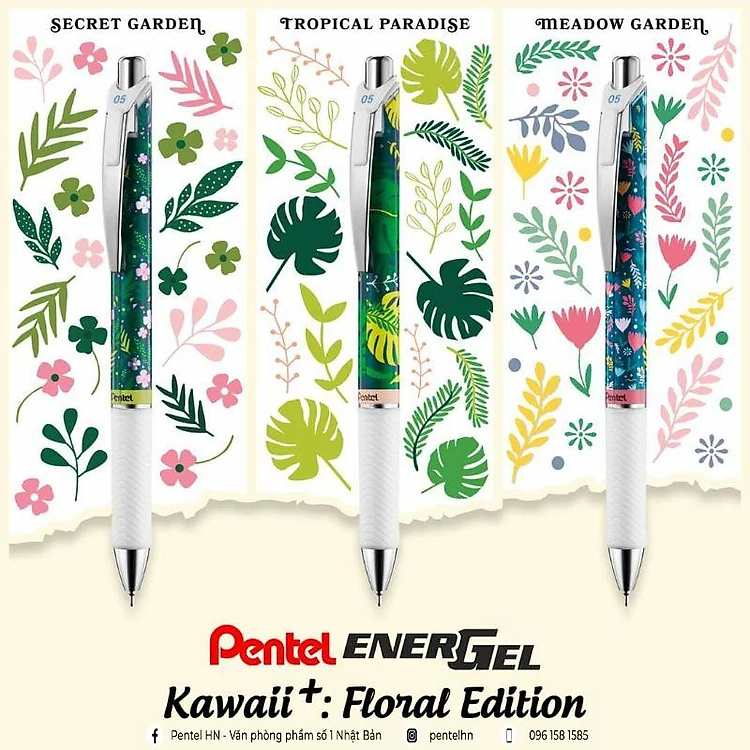 SECRET GARDEN
TROPICAL PARADISE
MEADOW GARDEN
05
05
05
Pentel
Pentel
Pentel
Pentel ENERGEL
Kawaii+: Floral Edition
Pentel HN - Văn phòng phẩm số 1 Nhật Bản
pentelhn
096 158 1585